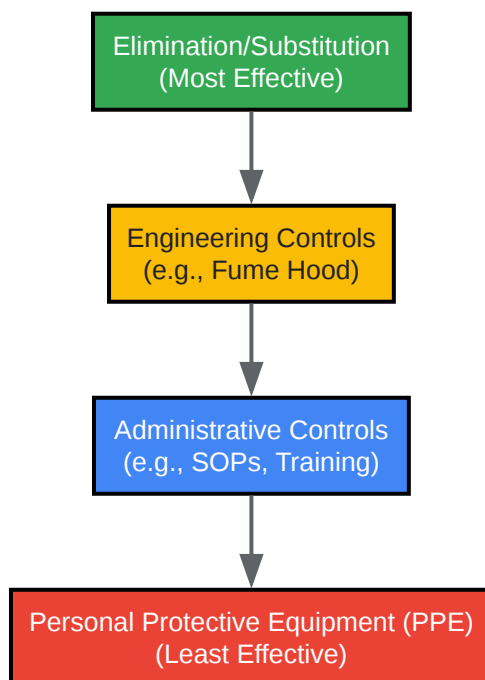 Elimination/Substitution
(Most Effective)
Engineering Controls
(e.g., Fume Hood)
Administrative Controls
(e.g., SOPs, Training)
Personal Protective Equipment (PPE)
(Least Effective)